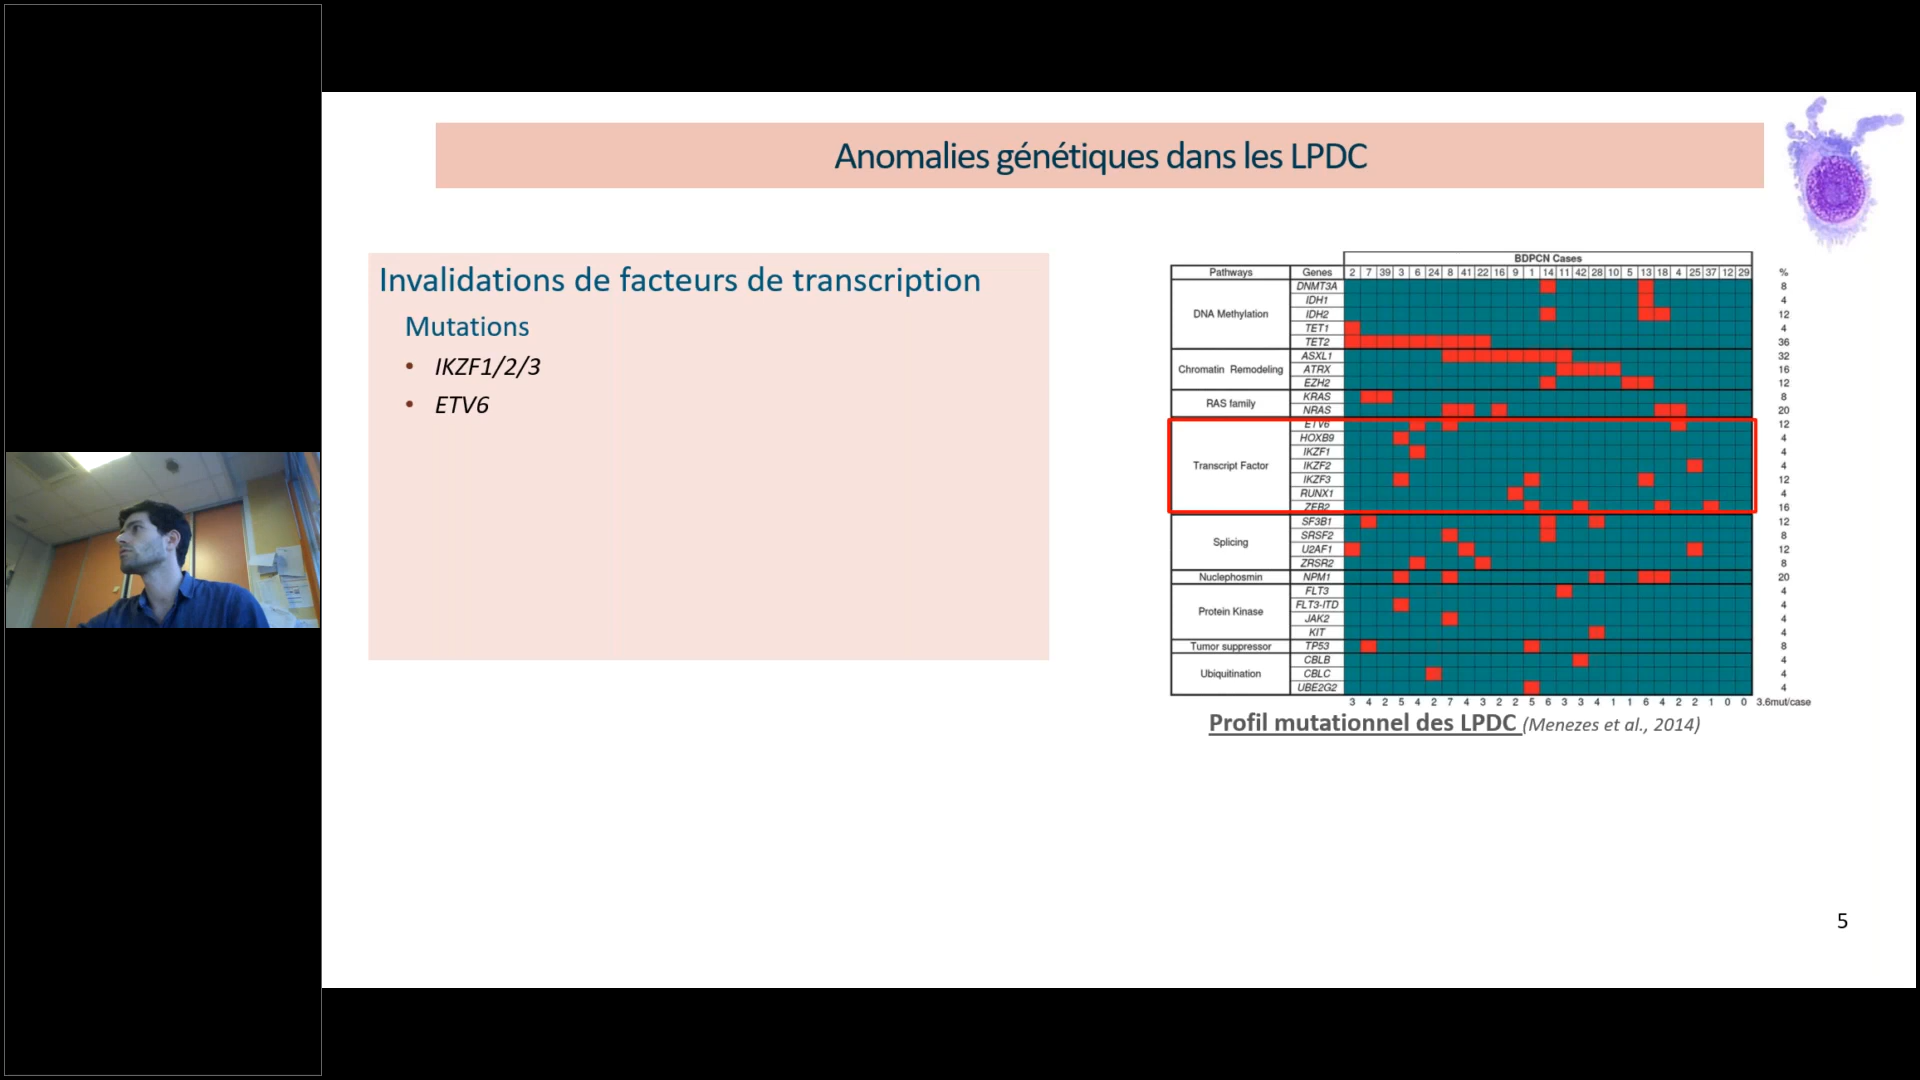 Anomalies génétiques dans les LPDC
Invalidations de facteurs de transcription
Mutations
• IKZF1/2/3
• ETV6
BDPCN Cases
Pathways Genes 2 7 39 3 6 24 8 41 22 16 9 1 14 11 42 28 10 5 13 18 4 25 37 12 29 %
DNA Methylation
DNMT3A 8
IDH1 4
IDH2 12
TET1 4
TET2 36
Chromatin Remodeling
ASXL1 32
ATRX 16
EZH2 12
RAS family
KRAS 8
NRAS 20
Transcript Factor
ETV6 12
HOXB9 4
IKZF1 4
IKZF2 4
IKZF3 12
RUNX1 4
ZEB2 16
Splicing
SF3B1 12
SRSF2 8
U2AF1 12
ZRSR2 8
Nuclephosmin NPM1 20
Protein Kinase
FLT3 4
FLT3-ITD 4
JAK2 4
KIT 4
Tumor suppressor TP53 8
Ubiquitination
CBLB 4
CBLC 4
UBE2G2 4
3 4 2 5 4 2 7 4 3 2 2 5 6 3 3 4 1 1 6 4 2 2 1 0 0 3.6mut/case
Profil mutationnel des LPDC (Menezes et al., 2014)
5